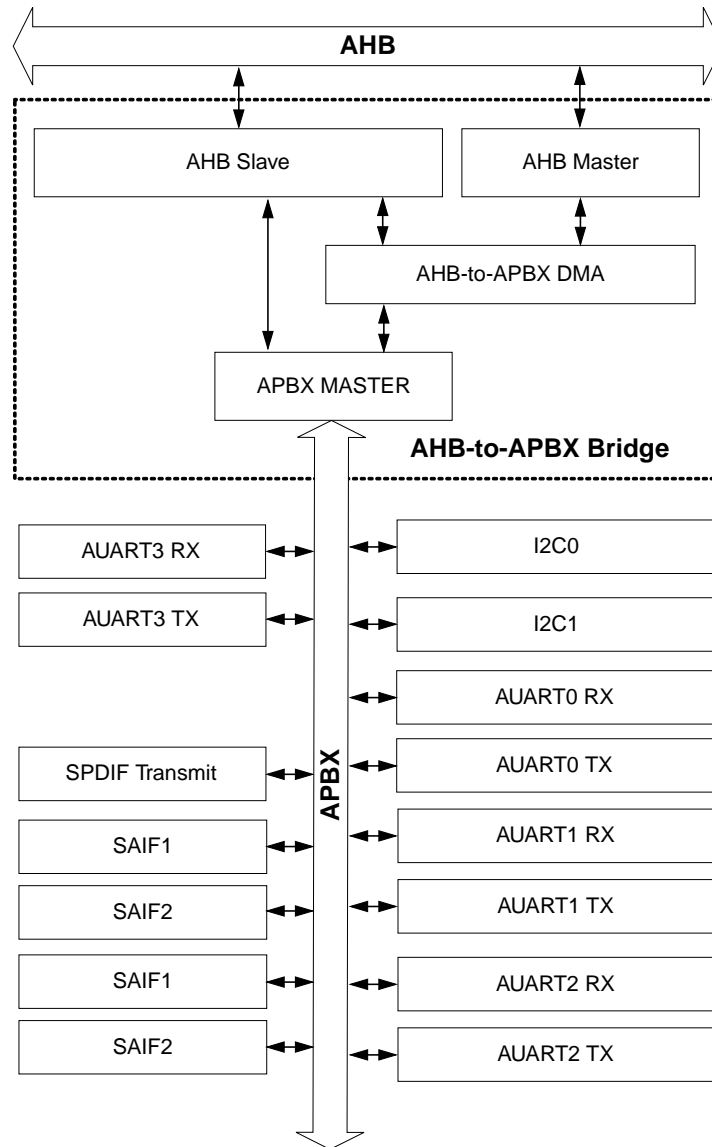 AHB
AHB Slave
AHB Master
AHB-to-APBX DMA
APBX MASTER
AHB-to-APBX Bridge
AUART3 RX
I2C0
AUART3 TX
I2C1
AUART0 RX
SPDIF Transmit
AUART0 TX
APBX
SAIF1
AUART1 RX
SAIF2
AUART1 TX
SAIF1
AUART2 RX
SAIF2
AUART2 TX